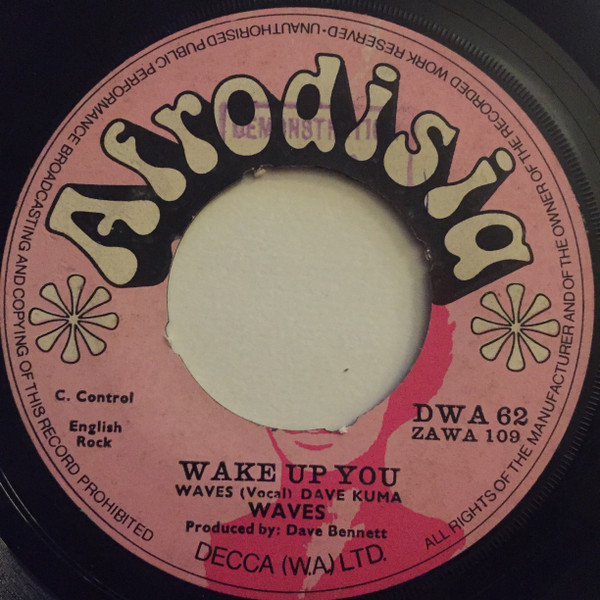 UNAUTHORISED PUBLIC PERFORMANCE BROADCASTING AND COPYING OF THIS RECORD PROHIBITED
ALL RIGHTS OF THE MANUFACTURER AND OF THE OWNER OF THE RECORDED WORK RESERVED ·
Afrodisia
C. Control
English
Rock
DWA 62
ZAWA 109
WAKE UP YOU
WAVES (Vocal) DAVE KUMA
WAVES
Produced by: Dave Bennett
DECCA (W.A) LTD.